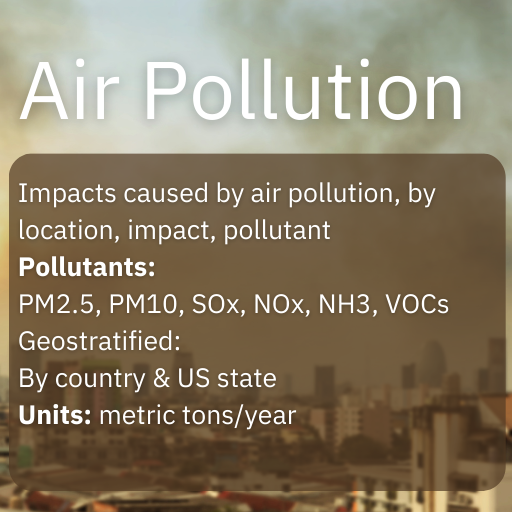 Air Pollution
Impacts caused by air pollution, by
location, impact, pollutant
Pollutants:
PM2.5, PM10, SOx, NOx, NH3, VOCs
Geostratified:
By country & US state
Units: metric tons/year